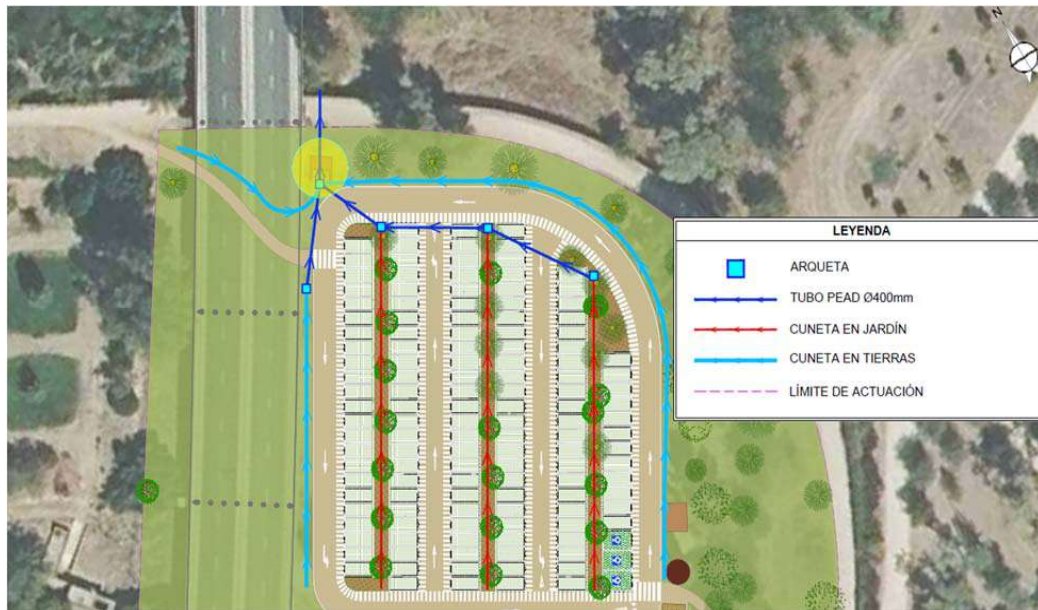 N
LEYENDA
ARQUETA
TUBO PEAD Ø400mm
CUNETA EN JARDÍN
CUNETA EN TIERRAS
LÍMITE DE ACTUACIÓN